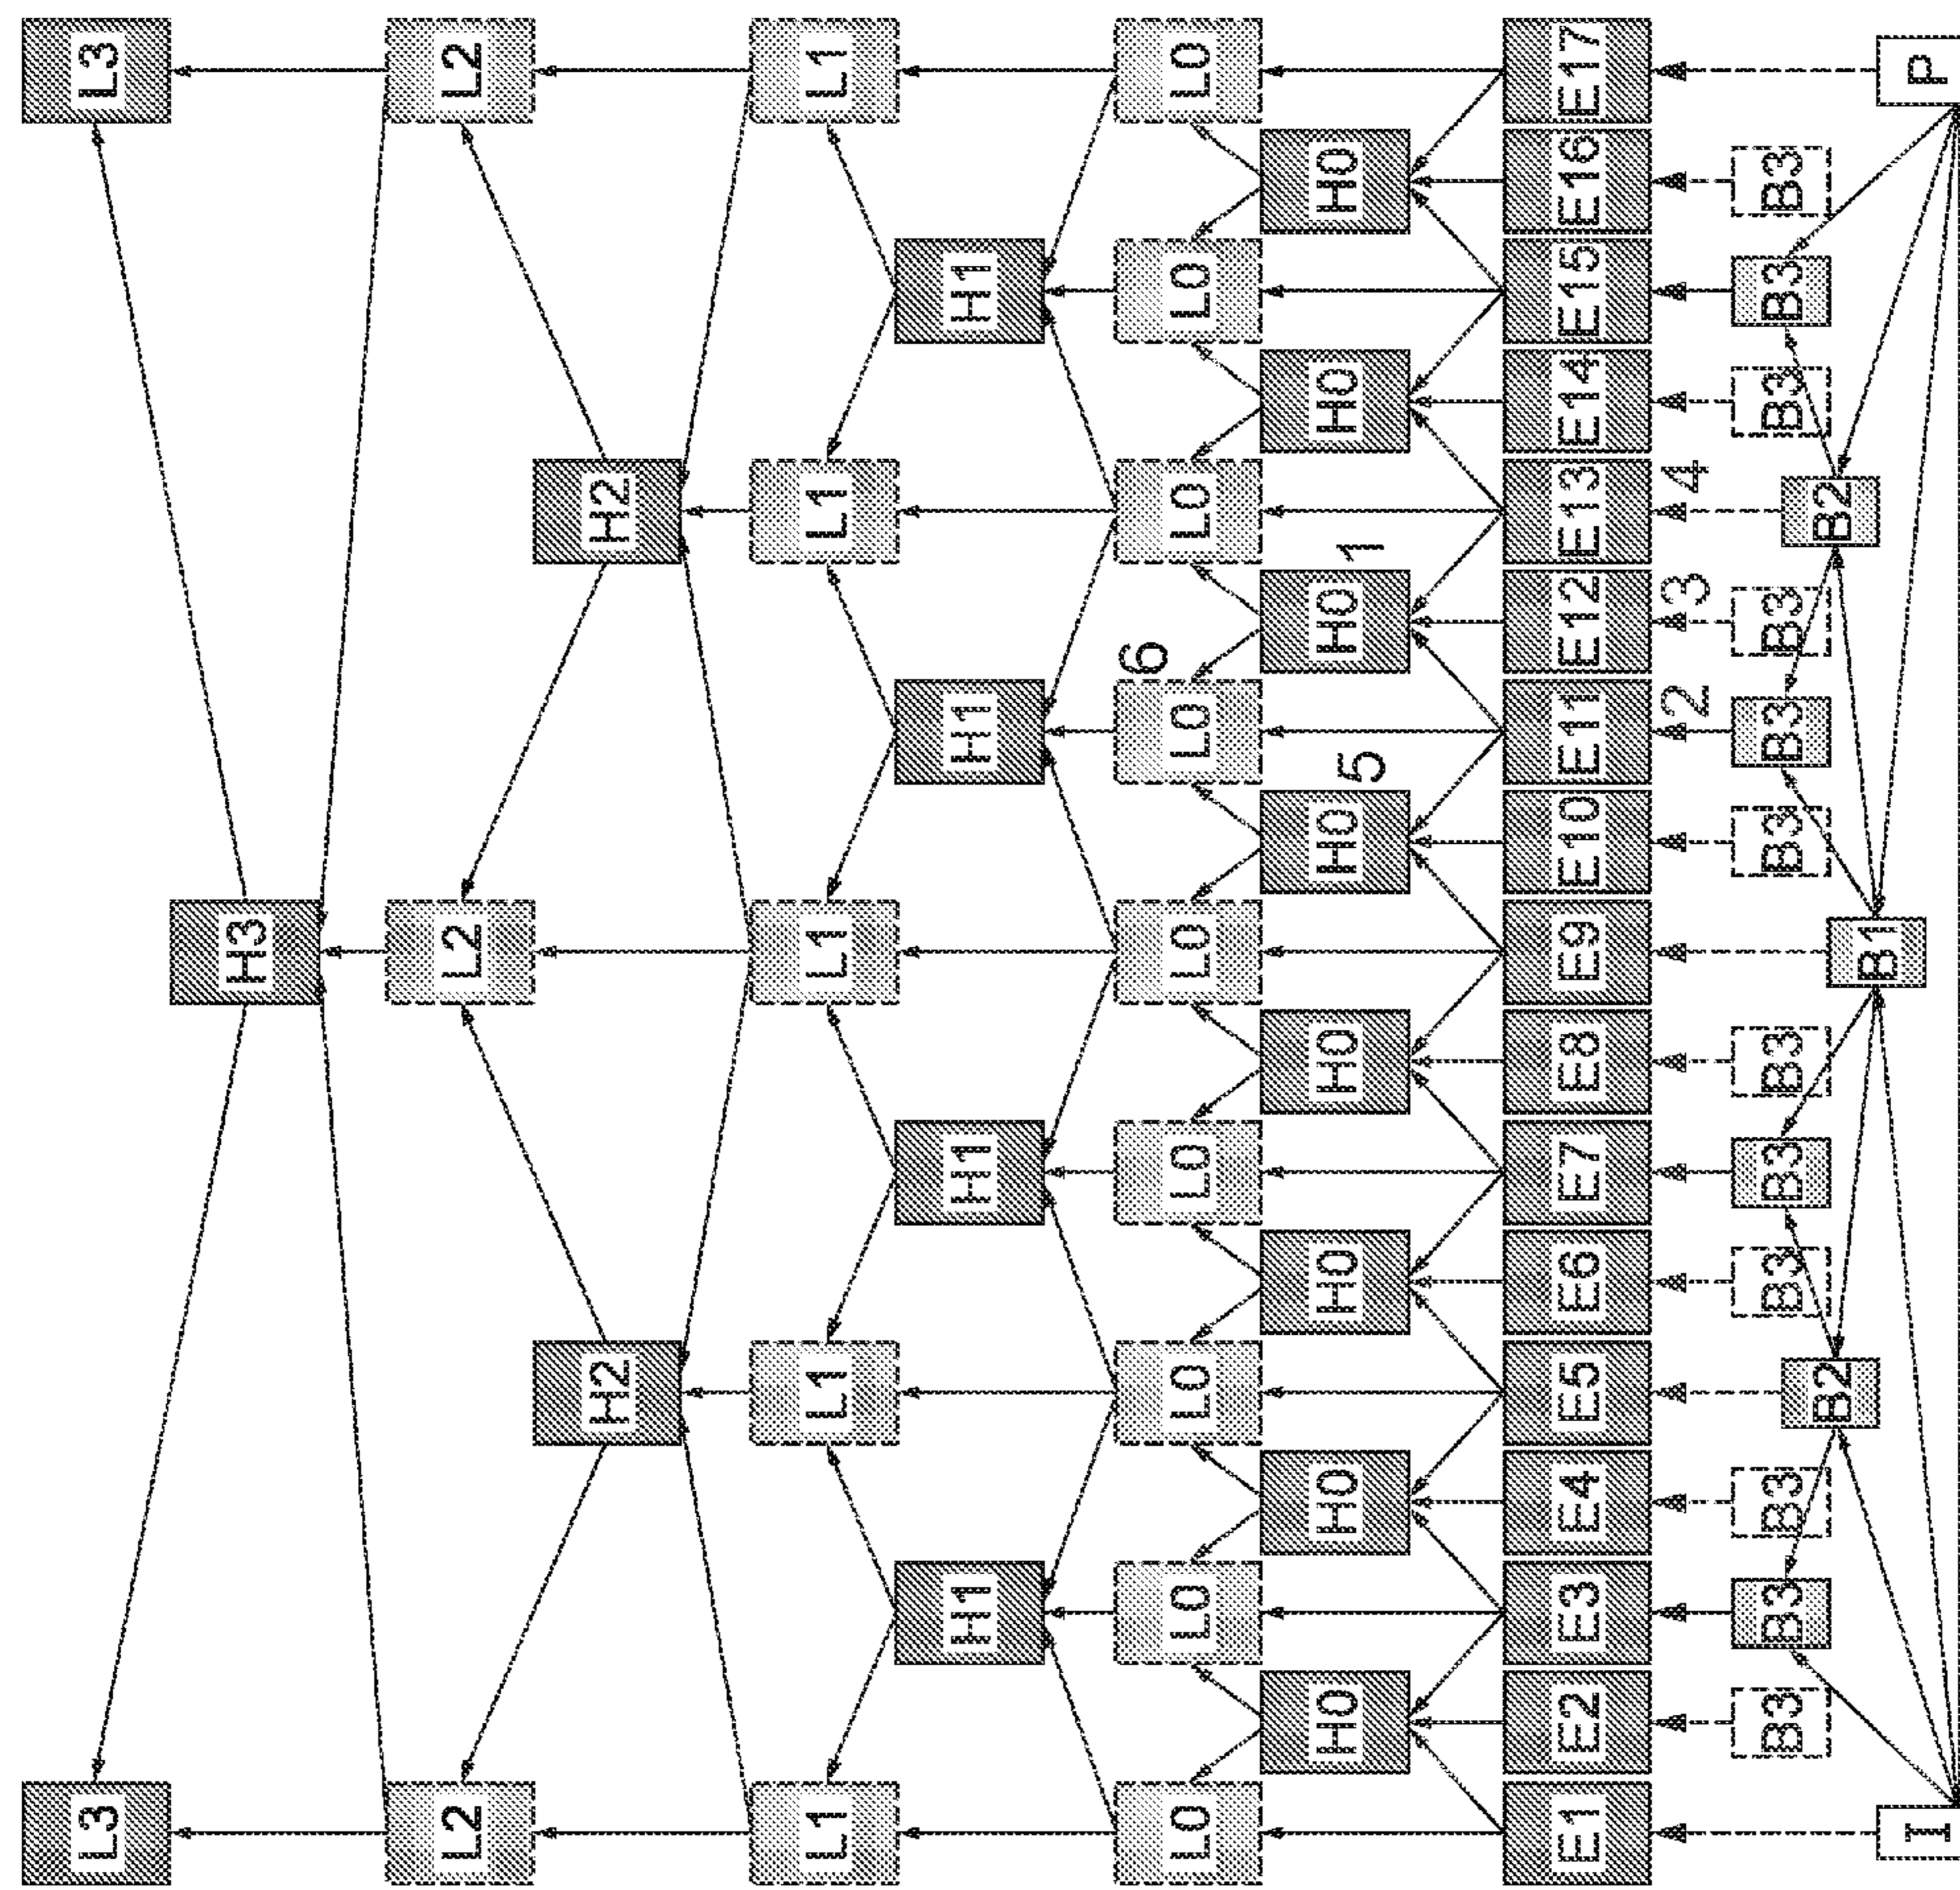 L3 L3
H3
L2 L2 L2
H2 H2
L1 L1 L1 L1 L1
H1 H1 H1 H1
L0 L0 L0 L0 L0 L0 6 L0 L0 L0
H0 H0 H0 H0 H0 5 H0 1 H0 H0
E1 E2 E3 E4 E5 E6 E7 E8 E9 E10 E11 E12 E13 E14 E15 E16 E17
2 3 4
B3 B3 B3 B3 B3 B3 B3 B3 B3 B3 B3 B3
B2 B2
B1
I P